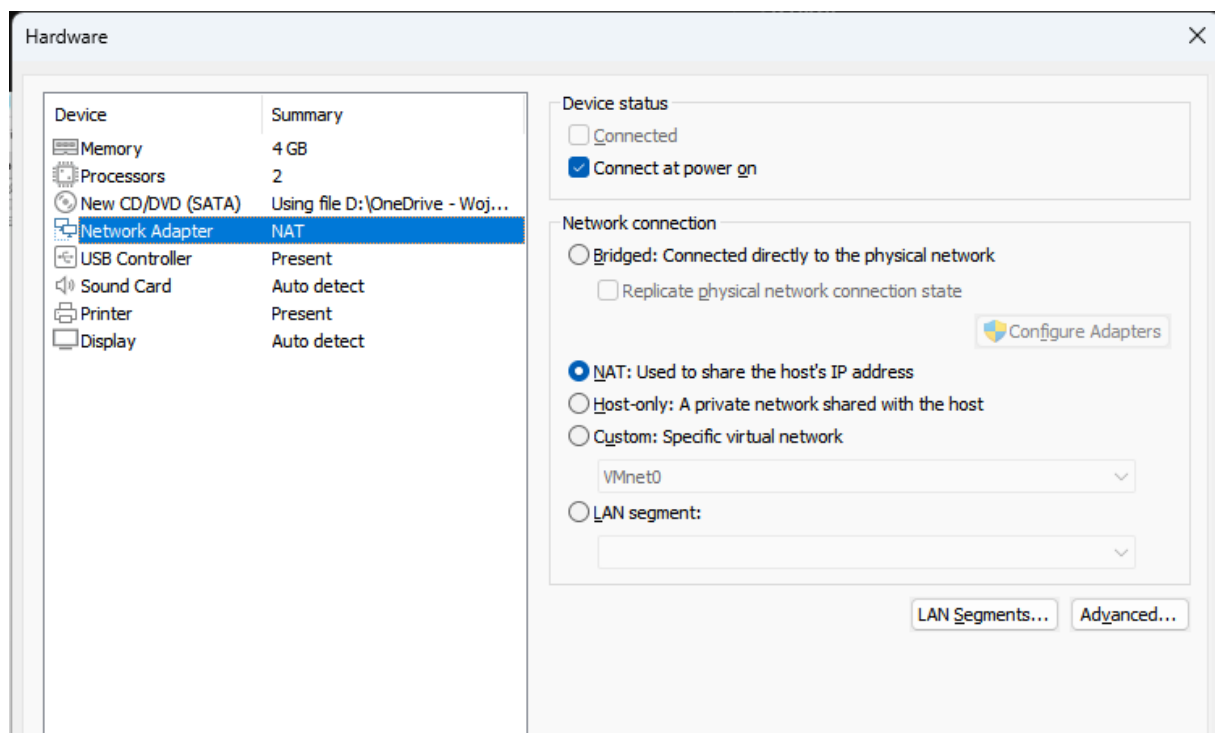 Hardware
Device Summary
Memory 4 GB
Processors 2
New CD/DVD (SATA) Using file D:\OneDrive - Woj...
Network Adapter NAT
USB Controller Present
Sound Card Auto detect
Printer Present
Display Auto detect
Device status
Connected
Connect at power on
Network connection
Bridged: Connected directly to the physical network
Replicate physical network connection state
Configure Adapters
NAT: Used to share the host's IP address
Host-only: A private network shared with the host
Custom: Specific virtual network
VMnet0
LAN segment:
LAN Segments... Advanced...